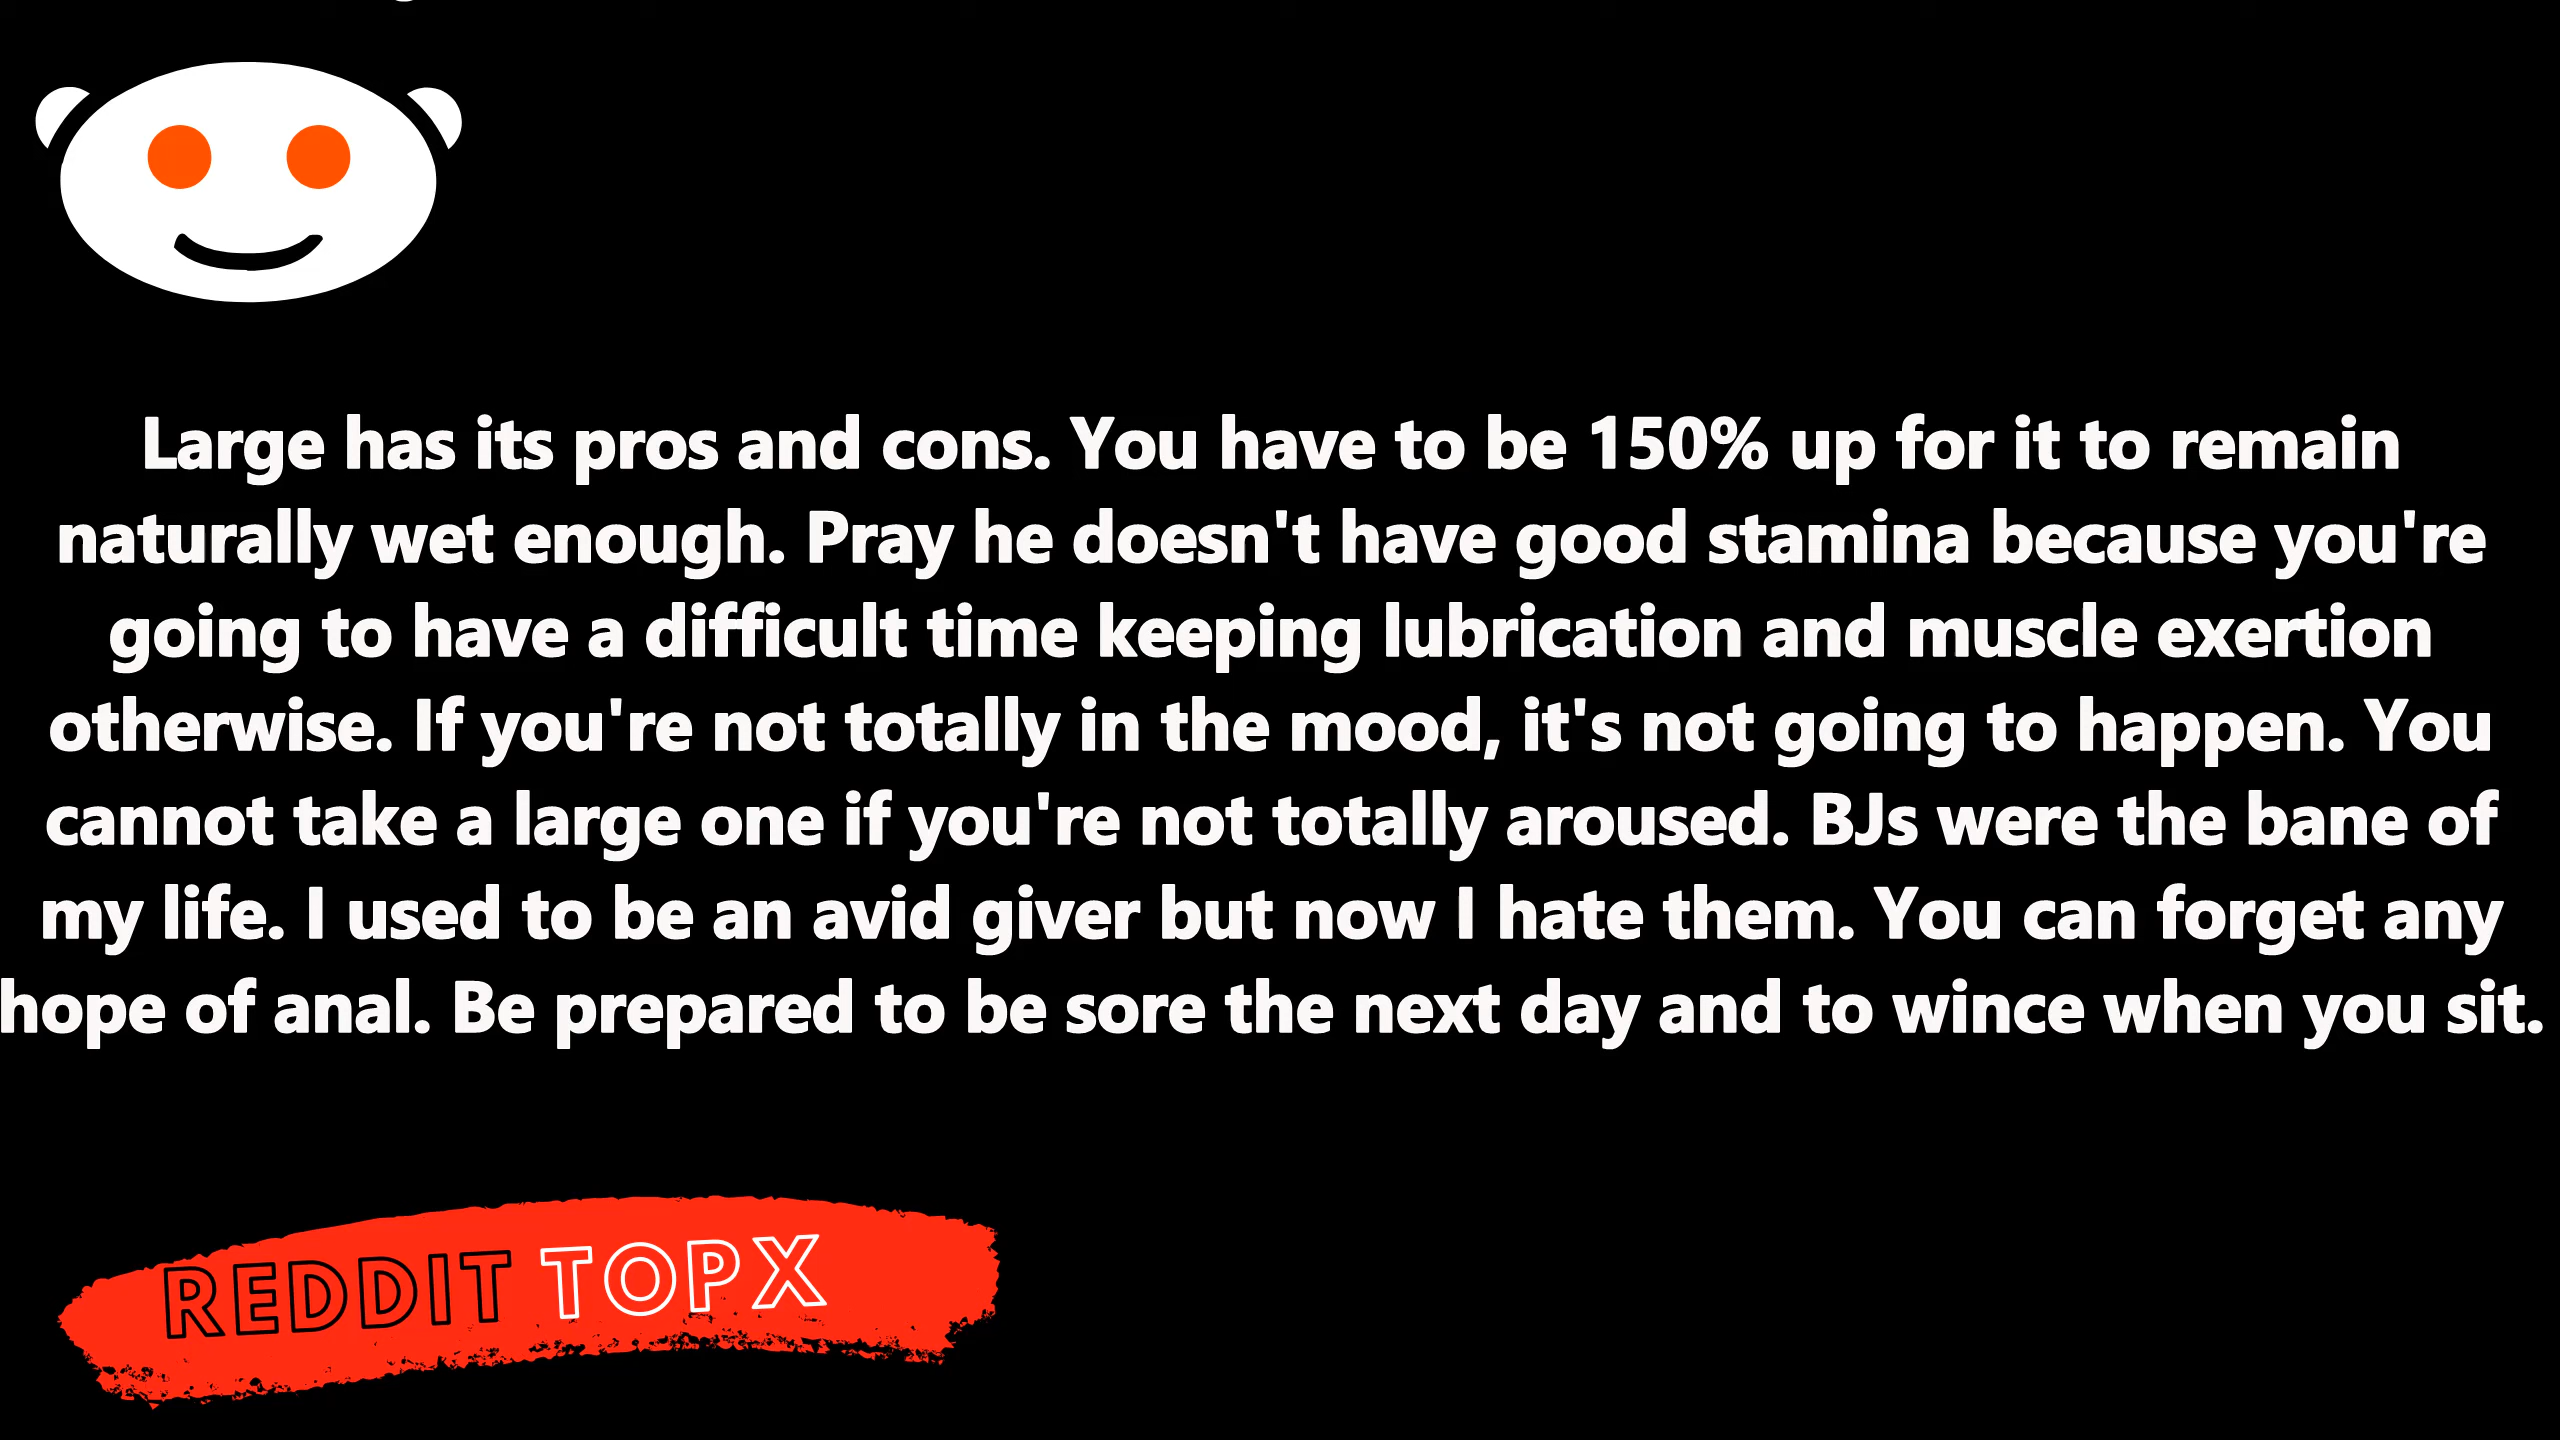 Large has its pros and cons. You have to be 150% up for it to remain
naturally wet enough. Pray he doesn't have good stamina because you're
going to have a difficult time keeping lubrication and muscle exertion
otherwise. If you're not totally in the mood, it's not going to happen. You
cannot take a large one if you're not totally aroused. BJs were the bane of
my life. I used to be an avid giver but now I hate them. You can forget any
hope of anal. Be prepared to be sore the next day and to wince when you sit.
REDDIT TOPX